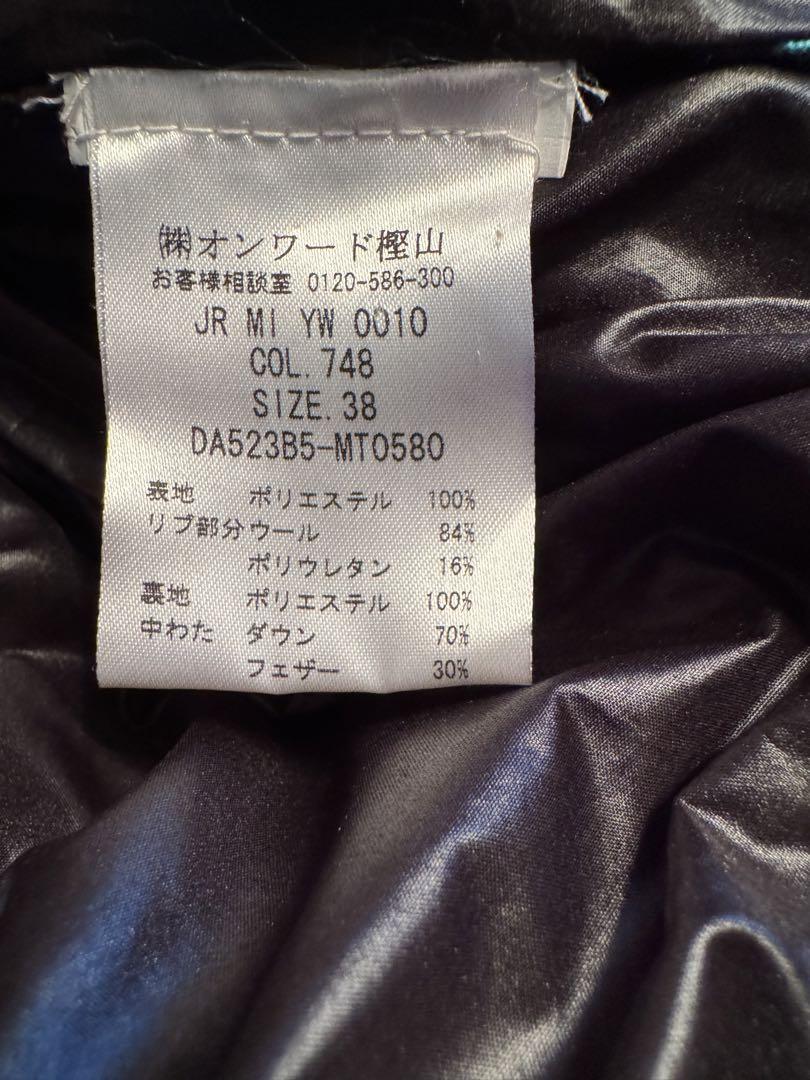 ㈱オンワード樫山
お客様相談室 0120-586-300
JR MI YW 0010
COL. 748
SIZE. 38
DA523B5-MT0580
表地 ポリエステル 100%
リブ部分 ウール 84%
ポリウレタン 16%
裏地 ポリエステル 100%
中わた ダウン 70%
フェザー 30%